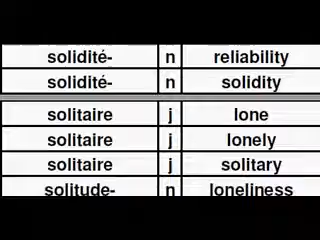 solidité- n reliability
solidité- n solidity
solitaire j lone
solitaire j lonely
solitaire j solitary
solitude- n loneliness